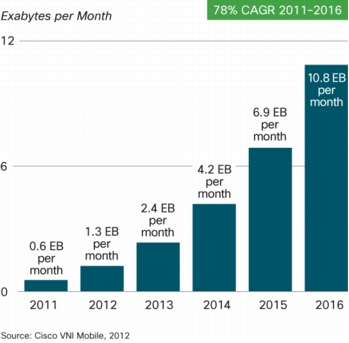 Exabytes per Month
78% CAGR 2011–2016
12
6
0
0.6 EB
per
month
1.3 EB
per
month
2.4 EB
per
month
4.2 EB
per
month
6.9 EB
per
month
10.8 EB
per
month
2011 2012 2013 2014 2015 2016
Source: Cisco VNI Mobile, 2012